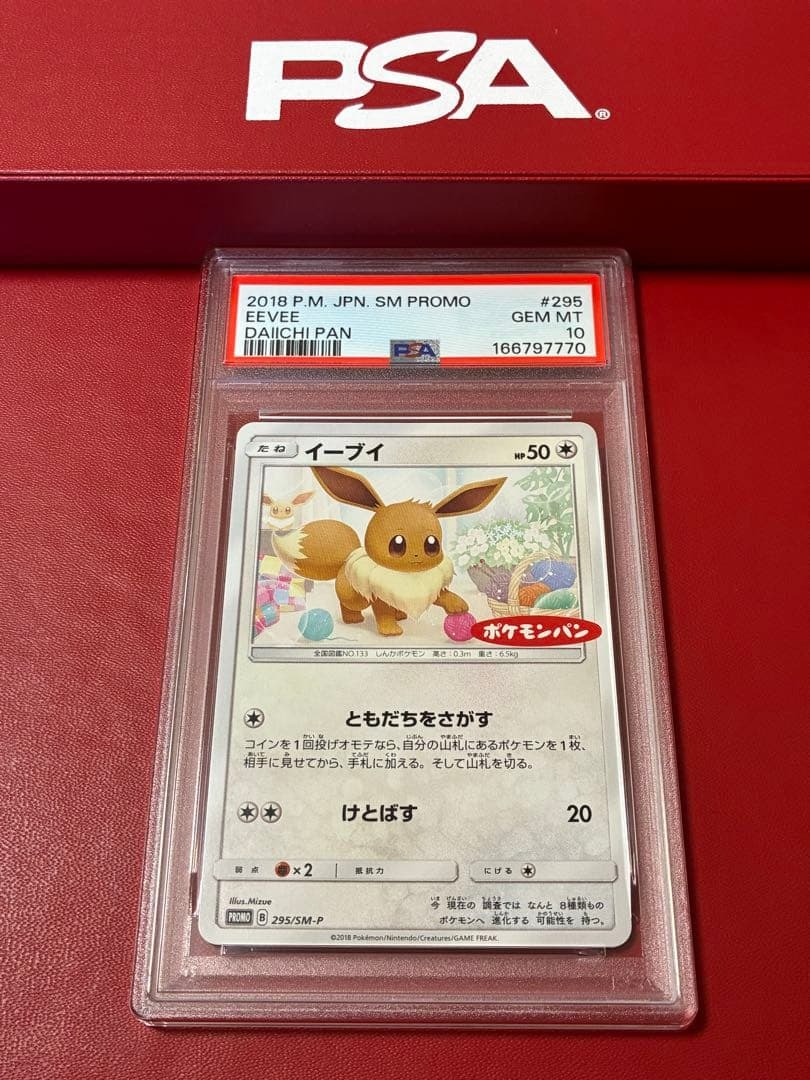 PSA®
2018 P.M. JPN. SM PROMO #295
EEVEE GEM MT
DAIICHI PAN 10
PSA 166797770
たね イーブイ HP 50
ポケモンパン
全国図鑑NO.133 しんかポケモン 高さ:0.3m 重さ:6.5kg
ともだちをさがす
コインを1回投げオモテなら、自分の山札にあるポケモンを1枚、
相手に見せてから、手札に加える。そして山札を切る。
けとばす 20
弱点 ×2 抵抗力 にげる
Illus.Mizue
今 現在の 調査では なんと 8種類もの
PROMO B 295/SM-P
ポケモンへ 進化する 可能性を 持つ。
©2018 Pokémon/Nintendo/Creatures/GAME FREAK.